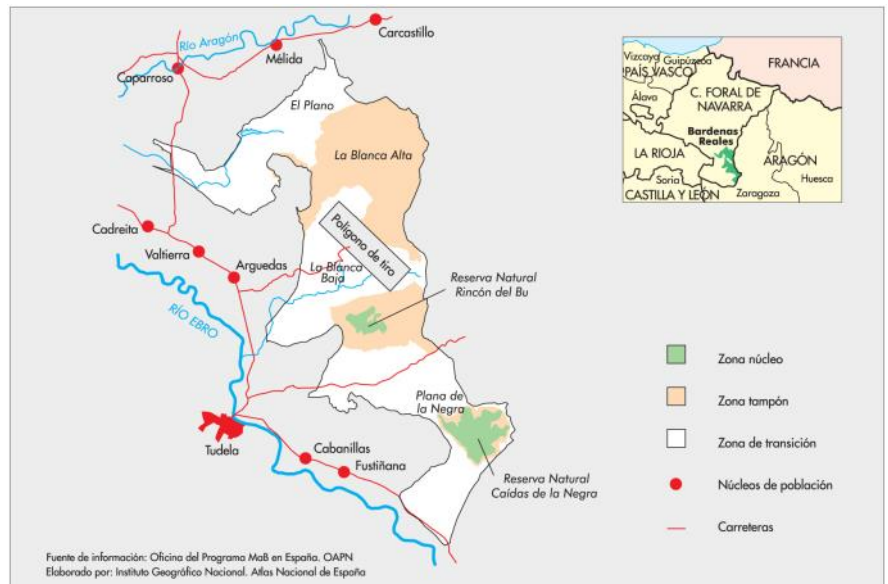 Carcastillo
Río Aragón
Mélida
Caparroso
El Plano
La Blanca Alta
Polígono de tiro
Cadreita
Valtierra
Arguedas
La Blanca
Baja
Reserva Natural
Rincón del Bu
RÍO EBRO
Plana de
la Negra
Tudela
Cabanillas
Fustiñana
Reserva Natural
Caídas de la Negra
Vizcaya
Guipúzcoa
FRANCIA
PAÍS VASCO
Álava
C. FORAL DE
NAVARRA
Bardenas
Reales
LA RIOJA
ARAGÓN
Soria
Huesca
CASTILLA Y LEÓN
Zaragoza
Zona núcleo
Zona tampón
Zona de transición
Núcleos de población
Carreteras
Fuente de información: Oficina del Programa MaB en España. OAPN
Elaborado por: Instituto Geográfico Nacional. Atlas Nacional de España